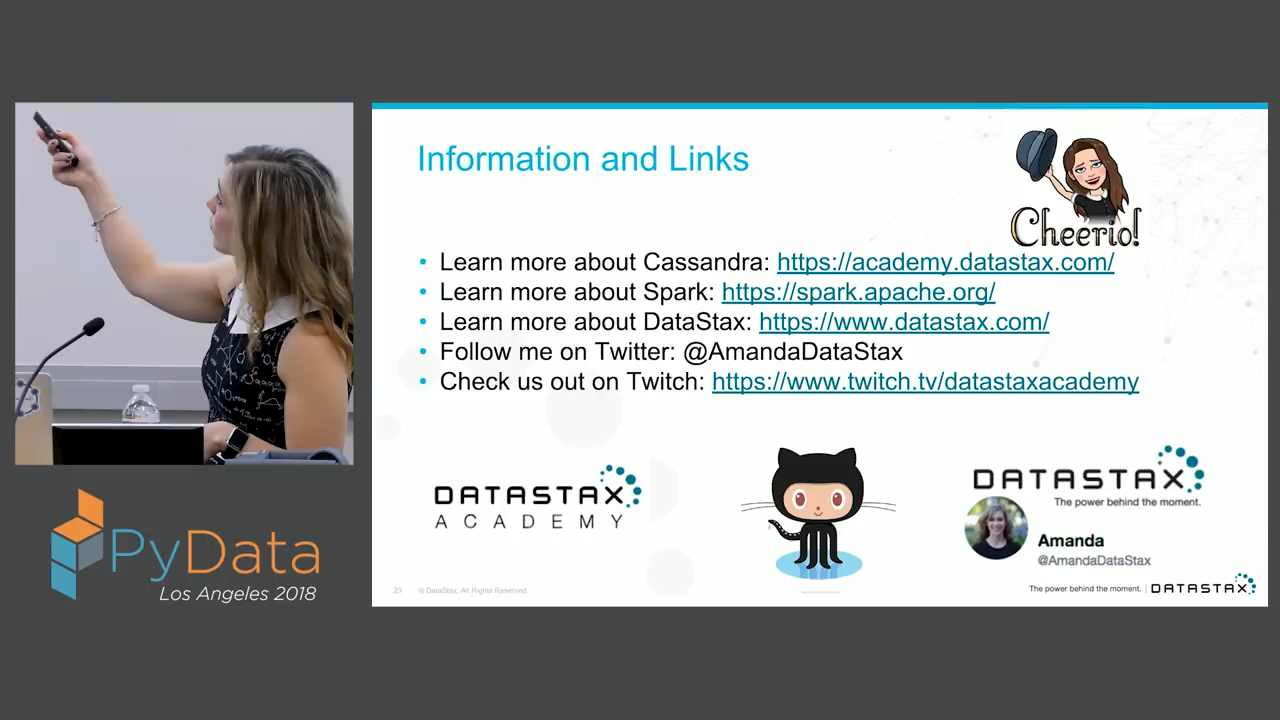 Information and Links
Cheerio!
Learn more about Cassandra: https://academy.datastax.com/
Learn more about Spark: https://spark.apache.org/
Learn more about DataStax: https://www.datastax.com/
Follow me on Twitter: @AmandaDataStax
Check us out on Twitch: https://www.twitch.tv/datastaxacademy
DATASTAX
ACADEMY
DATASTAX
The power behind the moment.
Amanda
@AmandaDataStax
23 © DataStax, All Rights Reserved.
The power behind the moment. | DATASTAX
PyData
Los Angeles 2018